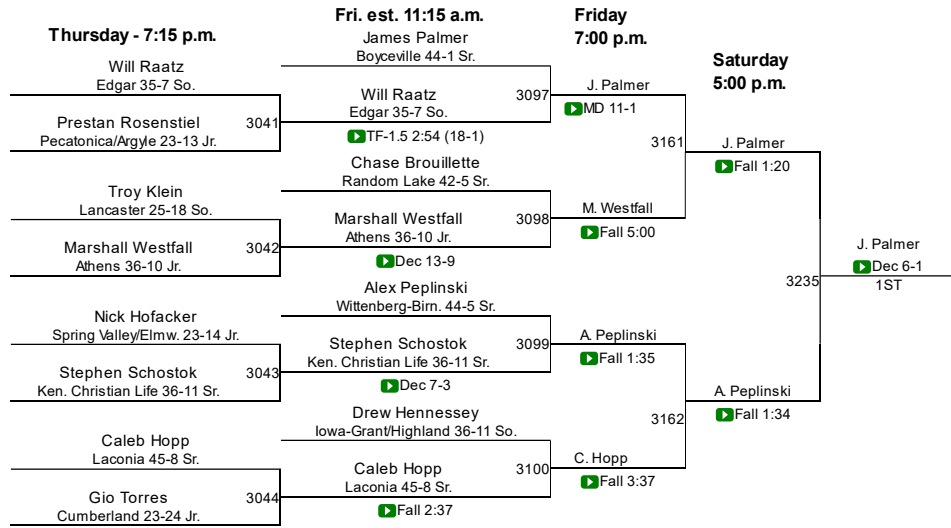 Thursday - 7:15 p.m.
Will Raatz
Edgar 35-7 So.
Prestan Rosenstiel
Pecatonica/Argyle 23-13 Jr.
3041
Troy Klein
Lancaster 25-18 So.
Marshall Westfall
Athens 36-10 Jr.
3042
Nick Hofacker
Spring Valley/Elmw. 23-14 Jr.
Stephen Schostok
Ken. Christian Life 36-11 Sr.
3043
Caleb Hopp
Laconia 45-8 Sr.
Gio Torres
Cumberland 23-24 Jr.
3044
Fri. est. 11:15 a.m.
James Palmer
Boyceville 44-1 Sr.
Will Raatz
Edgar 35-7 So.
TF-1.5 2:54 (18-1)
3097
Chase Brouillette
Random Lake 42-5 Sr.
Marshall Westfall
Athens 36-10 Jr.
Dec 13-9
3098
Alex Peplinski
Wittenberg-Birn. 44-5 Sr.
Stephen Schostok
Ken. Christian Life 36-11 Sr.
Dec 7-3
3099
Drew Hennessey
Iowa-Grant/Highland 36-11 So.
Caleb Hopp
Laconia 45-8 Sr.
Fall 2:37
3100
Friday
7:00 p.m.
J. Palmer
MD 11-1
3161
M. Westfall
Fall 5:00
A. Peplinski
Fall 1:35
3162
C. Hopp
Fall 3:37
Saturday
5:00 p.m.
J. Palmer
Fall 1:20
3235
A. Peplinski
Fall 1:34
J. Palmer
Dec 6-1
1ST